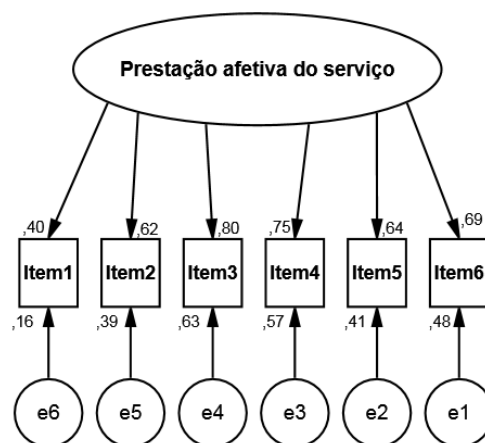 Prestação afetiva do serviço
,40 ,62 ,80 ,75 ,64 ,69
Item1 Item2 Item3 Item4 Item5 Item6
,16 ,39 ,63 ,57 ,41 ,48
e6 e5 e4 e3 e2 e1